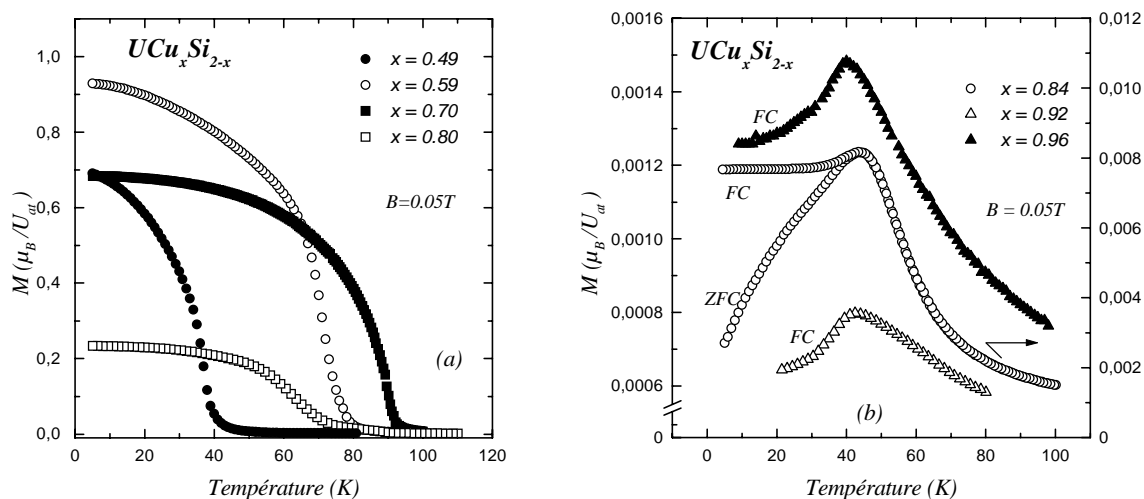 UCuₓSi₂₋ₓ
x = 0.49
x = 0.59
x = 0.70
x = 0.80
B=0.05T
(a)
M (μ_B /U_at)
1,0
0,8
0,6
0,4
0,2
0,0
0 20 40 60 80 100 120
Température (K)
UCuₓSi₂₋ₓ
x = 0.84
x = 0.92
x = 0.96
B = 0.05T
FC
FC
ZFC
FC
(b)
M (μ_B /U_at)
0,0016
0,0014
0,0012
0,0010
0,0008
0,0006
0
0,012
0,010
0,008
0,006
0,004
0,002
0,000
0 20 40 60 80 100
Température (K)